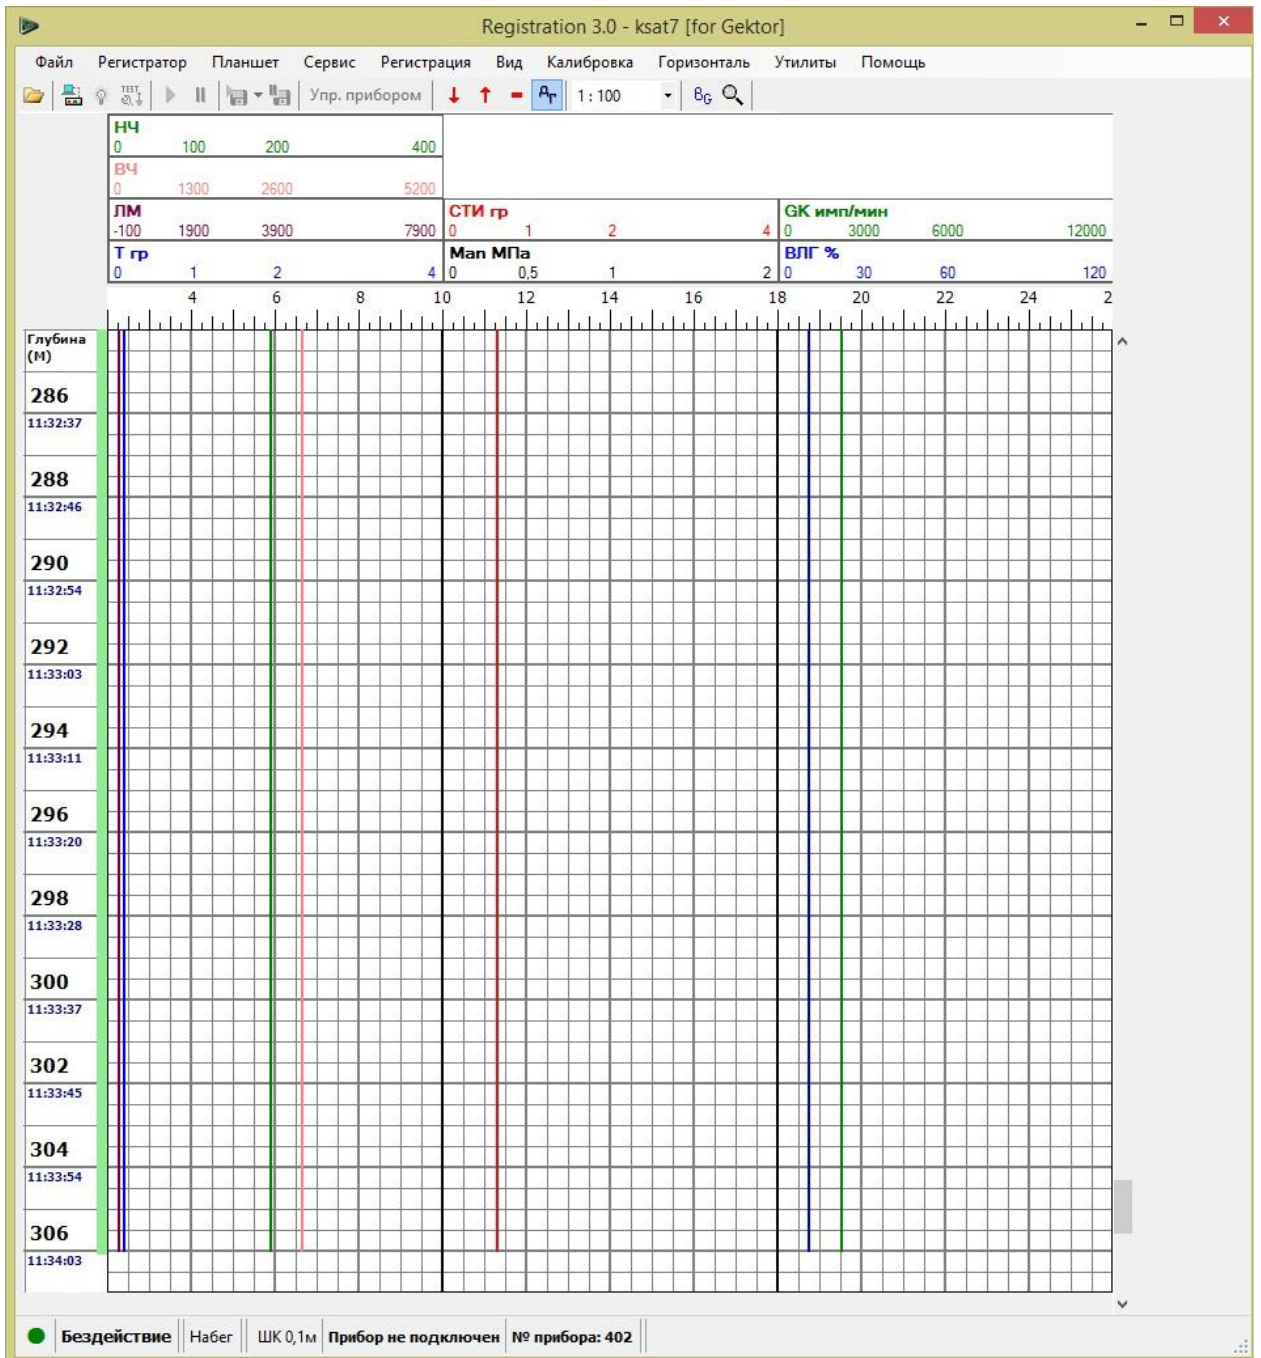 Registration 3.0 - ksat7 [for Gektor]
Файл Регистратор Планшет Сервис Регистрация Вид Калибровка Горизонталь Утилиты Помощь
TEST Упр. прибором АГ 1 : 100 BG
НЧ
0 100 200 400
ВЧ
0 1300 2600 5200
ЛМ СТИ гр GK имп/мин
-100 1900 3900 7900 0 1 2 4 0 3000 6000 12000
Т гр Man МПа ВЛГ %
0 1 2 4 0 0,5 1 2 0 30 60 120
4 6 8 10 12 14 16 18 20 22 24 2
Глубина
(М)
286
11:32:37
288
11:32:46
290
11:32:54
292
11:33:03
294
11:33:11
296
11:33:20
298
11:33:28
300
11:33:37
302
11:33:45
304
11:33:54
306
11:34:03
Бездействие Набег ШК 0,1м Прибор не подключен № прибора: 402